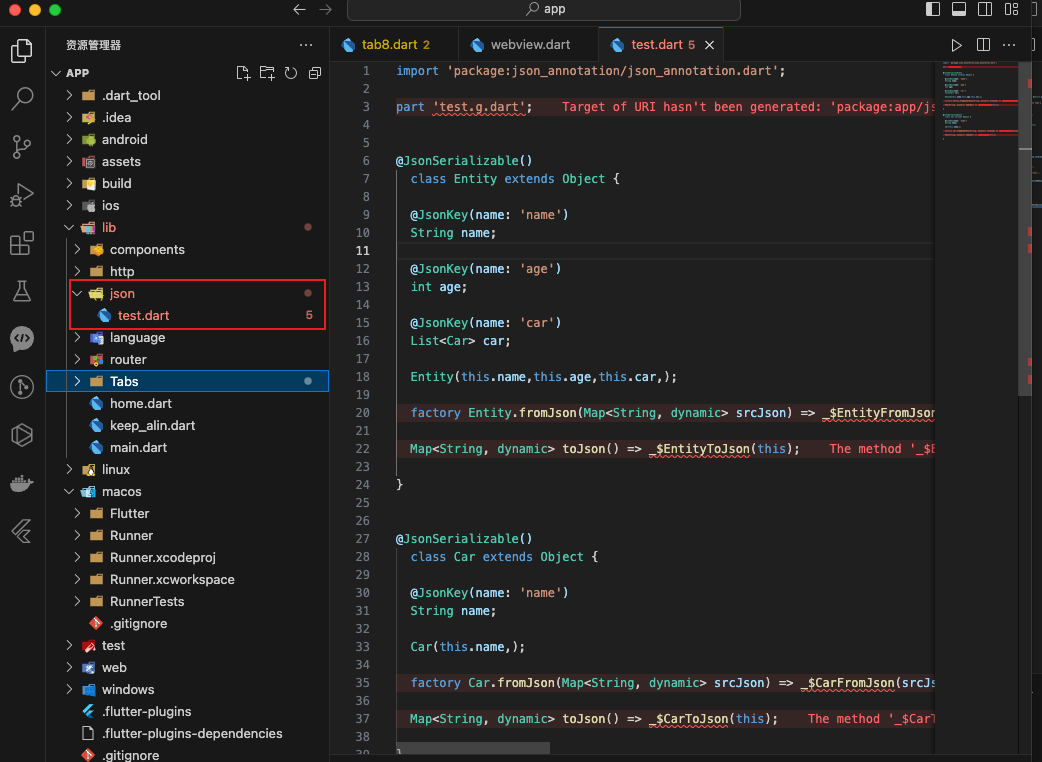 app
资源管理器
APP
.dart_tool
.idea
android
assets
build
ios
lib
components
http
json
test.dart 5
language
router
Tabs
home.dart
keep_alin.dart
main.dart
linux
macos
Flutter
Runner
Runner.xcodeproj
Runner.xcworkspace
RunnerTests
.gitignore
test
web
windows
.flutter-plugins
.flutter-plugins-dependencies
.gitignore
tab8.dart 2
webview.dart
test.dart 5
1 import 'package:json_annotation/json_annotation.dart';
2
3 part 'test.g.dart'; Target of URI hasn't been generated: 'package:app/js
4
5
6 @JsonSerializable()
7 class Entity extends Object {
8
9 @JsonKey(name: 'name')
10 String name;
11
12 @JsonKey(name: 'age')
13 int age;
14
15 @JsonKey(name: 'car')
16 List<Car> car;
17
18 Entity(this.name,this.age,this.car,);
19
20 factory Entity.fromJson(Map<String, dynamic> srcJson) => _$EntityFromJson
21
22 Map<String, dynamic> toJson() => _$EntityToJson(this); The method '_$E
23
24 }
25
26
27 @JsonSerializable()
28 class Car extends Object {
29
30 @JsonKey(name: 'name')
31 String name;
32
33 Car(this.name,);
34
35 factory Car.fromJson(Map<String, dynamic> srcJson) => _$CarFromJson(srcJs
36
37 Map<String, dynamic> toJson() => _$CarToJson(this); The method '_$CarT
38
39 }